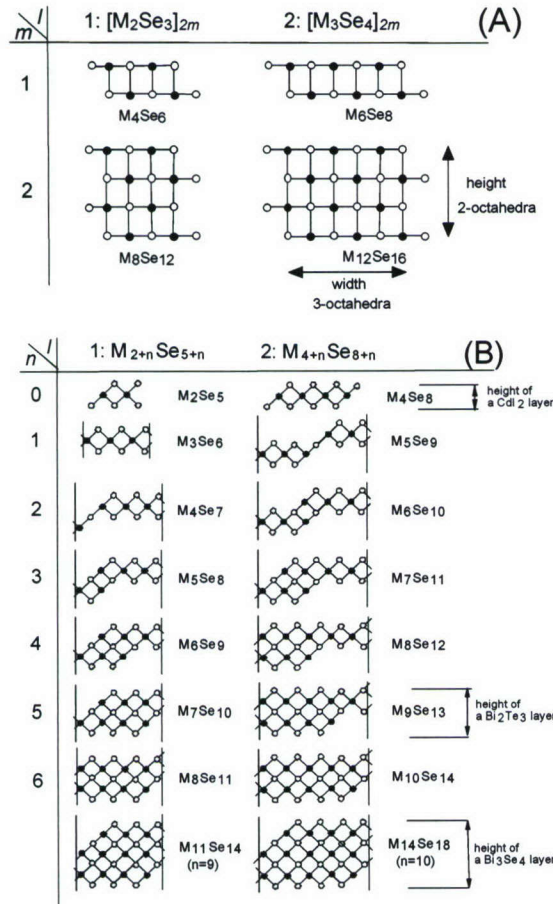 l
m
1: [M2Se3]2m
2: [M3Se4]2m
(A)
1
M4Se6
M6Se8
2
height
2-octahedra
M8Se12
M12Se16
width
3-octahedra
l
n
1: M2+nSe5+n
2: M4+nSe8+n
(B)
0
M2Se5
M4Se8
height of
a CdI2 layer
1
M3Se6
M5Se9
2
M4Se7
M6Se10
3
M5Se8
M7Se11
4
M6Se9
M8Se12
5
M7Se10
M9Se13
height of
a Bi2Te3 layer
6
M8Se11
M10Se14
M11Se14
(n=9)
M14Se18
(n=10)
height of
a Bi3Se4 layer